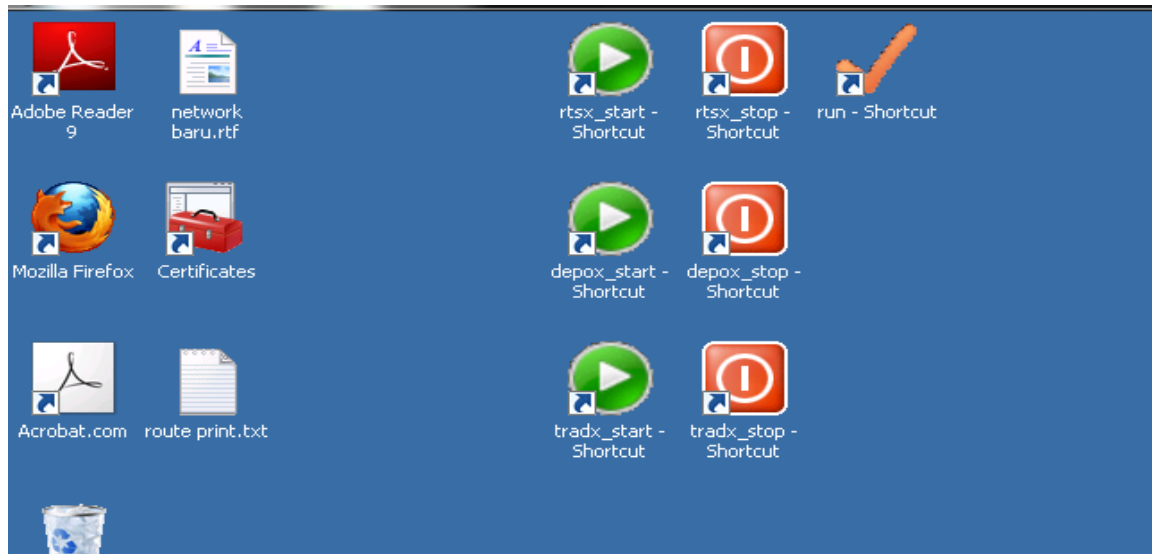 Adobe Reader
9
network
baru.rtf
rtsx_start -
Shortcut
rtsx_stop -
Shortcut
run - Shortcut
Mozilla Firefox
Certificates
depox_start -
Shortcut
depox_stop -
Shortcut
Acrobat.com
route print.txt
tradx_start -
Shortcut
tradx_stop -
Shortcut